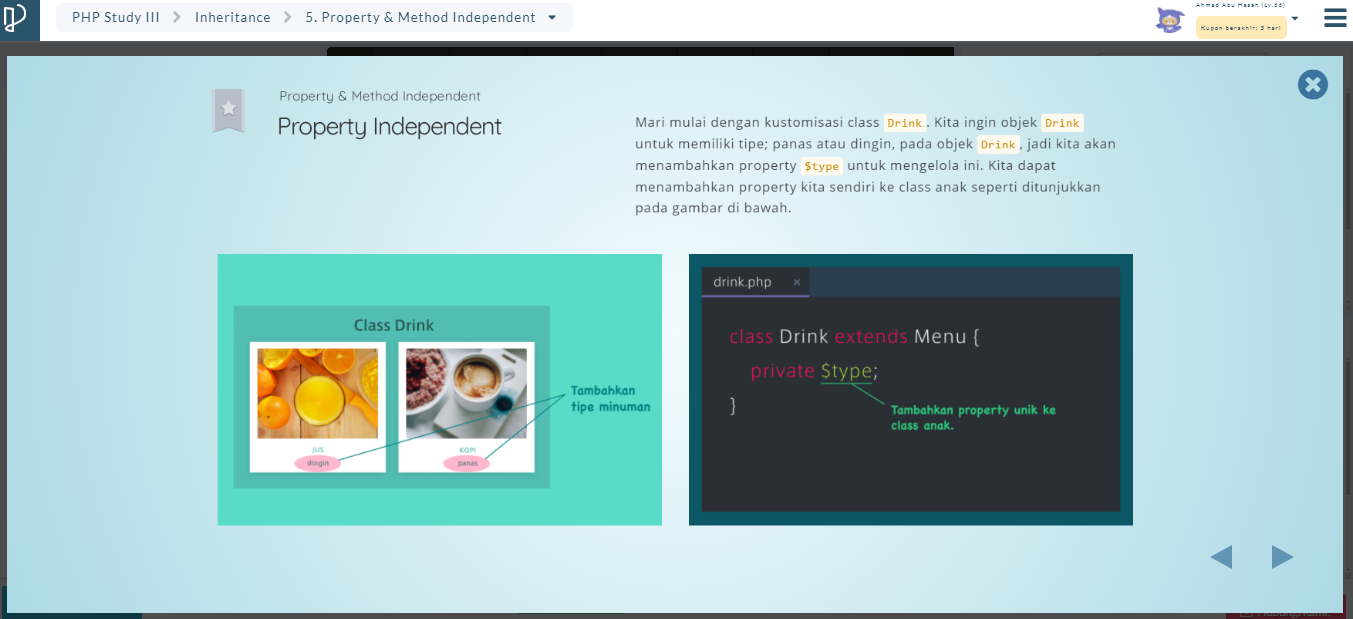 PHP Study III
Inheritance
5. Property & Method Independent
Ahmad Abu Hasan (Lv.66)
Kupon berakhir: 3 hari
Property & Method Independent
Property Independent
Mari mulai dengan kustomisasi class Drink. Kita ingin objek Drink
untuk memiliki tipe; panas atau dingin, pada objek Drink, jadi kita akan
menambahkan property $type untuk mengelola ini. Kita dapat
menambahkan property kita sendiri ke class anak seperti ditunjukkan
pada gambar di bawah.
Class Drink
JUS
dingin
KOPI
panas
Tambahkan
tipe minuman
drink.php ×
class Drink extends Menu {
private $type;
}
Tambahkan property unik ke
class anak.